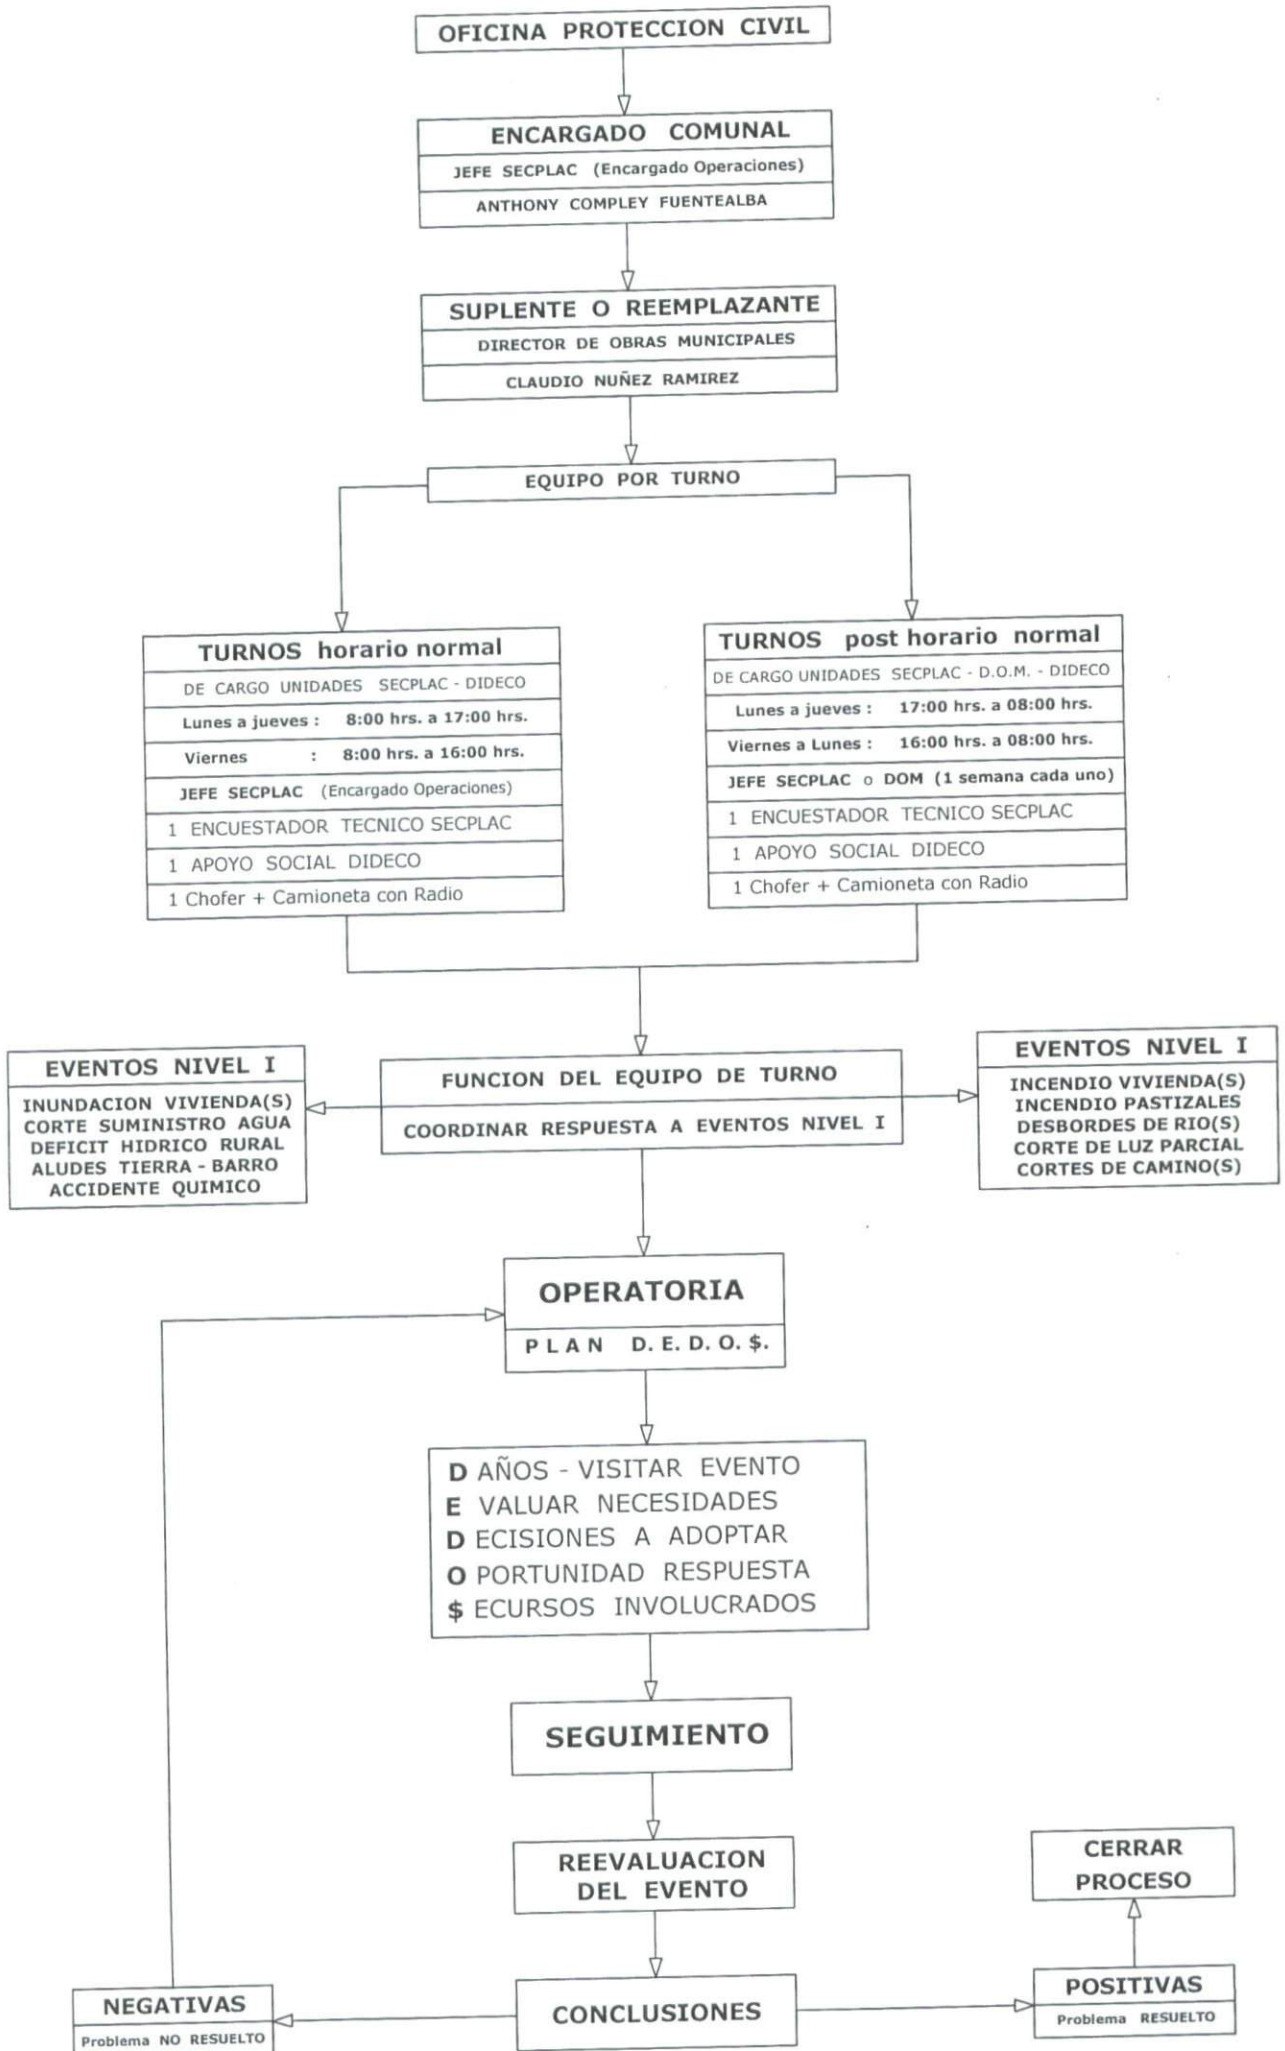 OFICINA PROTECCION CIVIL
ENCARGADO COMUNAL
JEFE SECPLAC (Encargado Operaciones)
ANTHONY COMPLEY FUENTEALBA
SUPLENTE O REEMPLAZANTE
DIRECTOR DE OBRAS MUNICIPALES
CLAUDIO NUÑEZ RAMIREZ
EQUIPO POR TURNO
TURNOS horario normal
DE CARGO UNIDADES SECPLAC - DIDECO
Lunes a jueves : 8:00 hrs. a 17:00 hrs.
Viernes : 8:00 hrs. a 16:00 hrs.
JEFE SECPLAC (Encargado Operaciones)
1 ENCUESTADOR TECNICO SECPLAC
1 APOYO SOCIAL DIDECO
1 Chofer + Camioneta con Radio
TURNOS post horario normal
DE CARGO UNIDADES SECPLAC - D.O.M. - DIDECO
Lunes a jueves : 17:00 hrs. a 08:00 hrs.
Viernes a Lunes : 16:00 hrs. a 08:00 hrs.
JEFE SECPLAC o DOM (1 semana cada uno)
1 ENCUESTADOR TECNICO SECPLAC
1 APOYO SOCIAL DIDECO
1 Chofer + Camioneta con Radio
EVENTOS NIVEL I
INUNDACION VIVIENDA(S)
CORTE SUMINISTRO AGUA
DEFICIT HIDRICO RURAL
ALUDES TIERRA - BARRO
ACCIDENTE QUIMICO
FUNCION DEL EQUIPO DE TURNO
COORDINAR RESPUESTA A EVENTOS NIVEL I
EVENTOS NIVEL I
INCENDIO VIVIENDA(S)
INCENDIO PASTIZALES
DESBORDES DE RIO(S)
CORTE DE LUZ PARCIAL
CORTES DE CAMINO(S)
OPERATORIA
P L A N D. E. D. O. $.
D AÑOS - VISITAR EVENTO
E VALUAR NECESIDADES
D ECISIONES A ADOPTAR
O PORTUNIDAD RESPUESTA
$ ECURSOS INVOLUCRADOS
SEGUIMIENTO
REEVALUACION
DEL EVENTO
CERRAR
PROCESO
NEGATIVAS
Problema NO RESUELTO
CONCLUSIONES
POSITIVAS
Problema RESUELTO